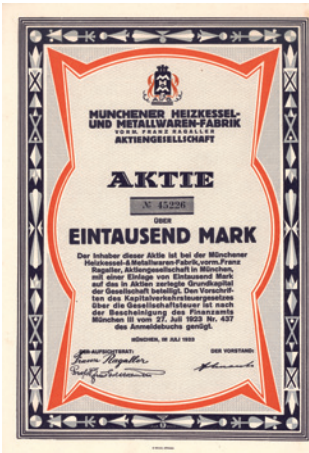 MÜNCHENER HEIZKESSEL-
UND METALLWAREN-FABRIK
VORM. FRANZ RAGALLER
AKTIENGESELLSCHAFT
AKTIE
№ 45226
ÜBER
EINTAUSEND MARK
Der Inhaber dieser Aktie ist bei der Münchener
Heizkessel-&Metallwaren-Fabrik, vorm. Franz
Ragaller, Aktiengesellschaft in München,
mit einer Einlage von Eintausend Mark
auf das in Aktien zerlegte Grundkapital
der Gesellschaft beteiligt. Den Vorschrif-
ten des Kapitalverkehrsteuergesetzes
über die Gesellschaftsteuer ist nach
der Bescheinigung des Finanzamts
München III vom 27. Juli 1923 Nr. 437
des Anmeldebuchs genügt.
MÜNCHEN, IM JULI 1923
DER AUFSICHTSRAT:
DER VORSTAND:
Franz Ragaller